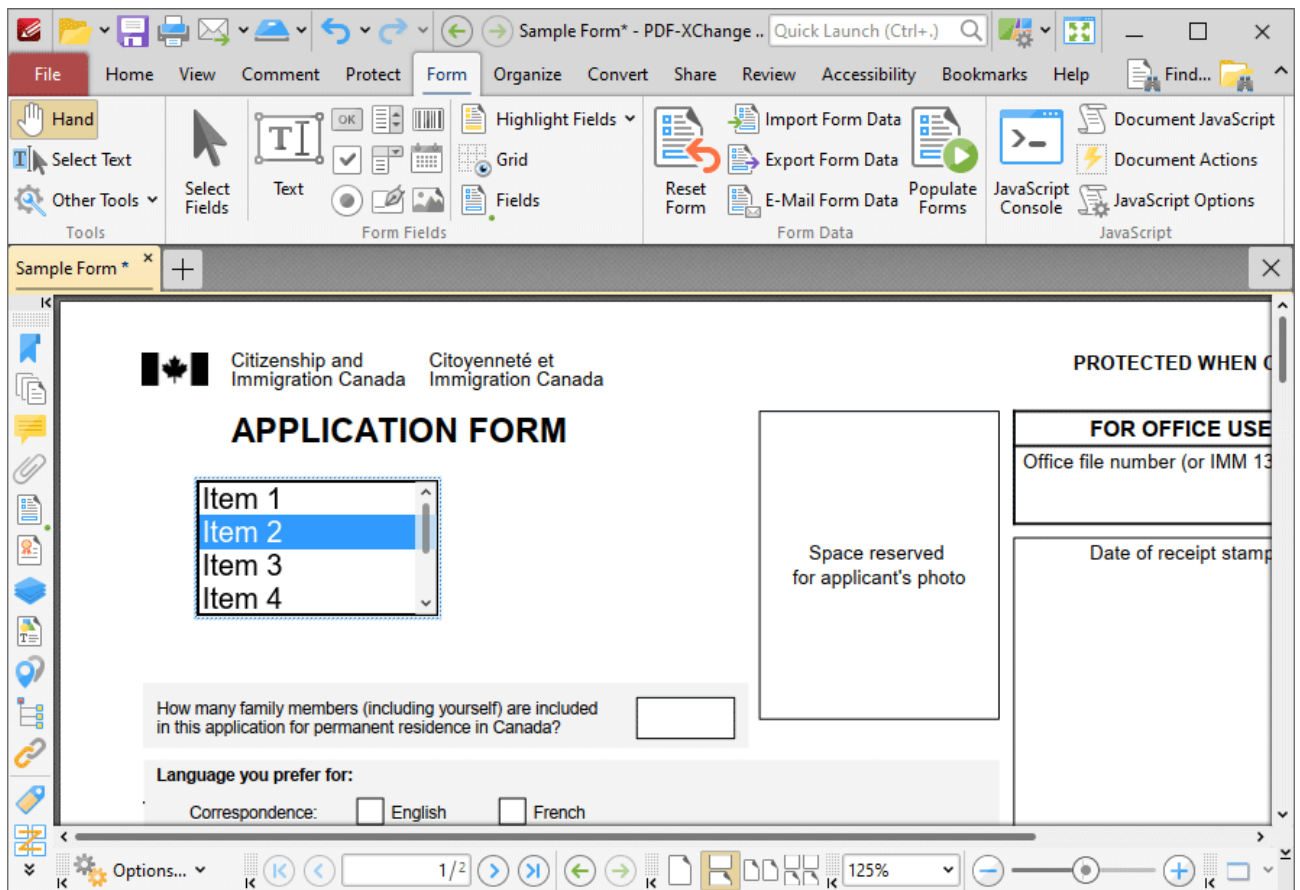 Sample Form* - PDF-XChange ..
Quick Launch (Ctrl+.)
File Home View Comment Protect Form Organize Convert Share Review Accessibility Bookmarks Help Find...
Hand
Select Text
Other Tools
Tools
Select Fields
Text
OK
Highlight Fields
Grid
Fields
Form Fields
Reset Form
Import Form Data
Export Form Data
E-Mail Form Data
Populate Forms
Form Data
JavaScript Console
Document JavaScript
Document Actions
JavaScript Options
JavaScript
Sample Form *
Citizenship and
Immigration Canada
Citoyenneté et
Immigration Canada
PROTECTED WHEN
APPLICATION FORM
FOR OFFICE USE
Office file number (or IMM 13
Item 1
Item 2
Item 3
Item 4
Space reserved
for applicant's photo
Date of receipt stamp
How many family members (including yourself) are included
in this application for permanent residence in Canada?
Language you prefer for:
Correspondence: English French
Options...
1/2
125%